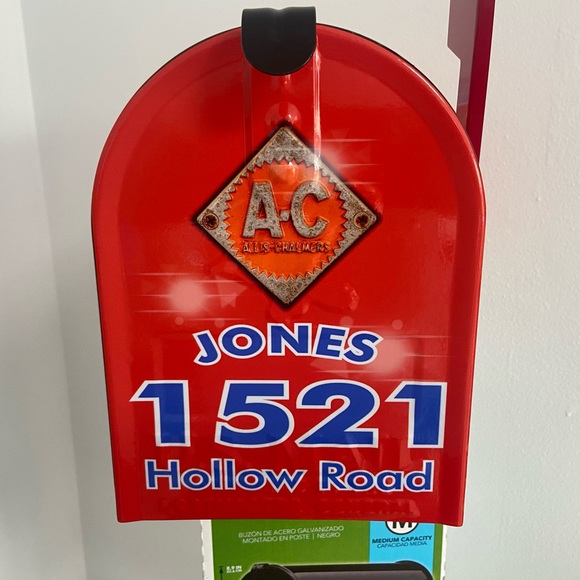 A·C
ALLIS-CHALMERS
JONES
1521
Hollow Road
BUZÓN DE ACERO GALVANIZADO
MONTADO EN POSTE | NEGRO
M
MEDIUM CAPACITY
CAPACIDAD MEDIA